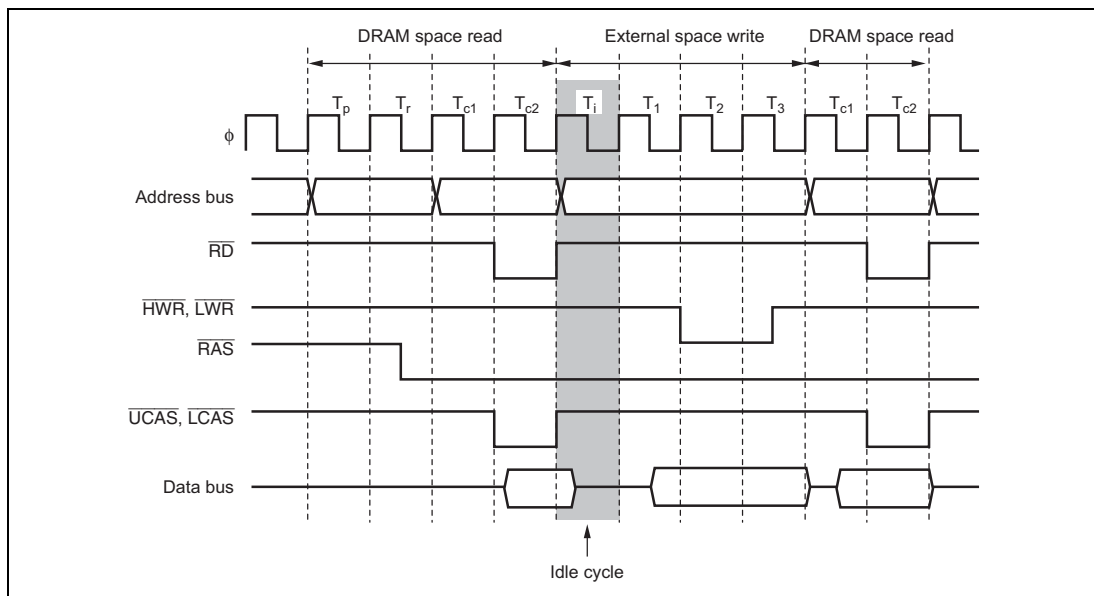 DRAM space read External space write DRAM space read
Tp Tr Tc1 Tc2 Ti T1 T2 T3 Tc1 Tc2
ϕ
Address bus
RD
HWR, LWR
RAS
UCAS, LCAS
Data bus
Idle cycle